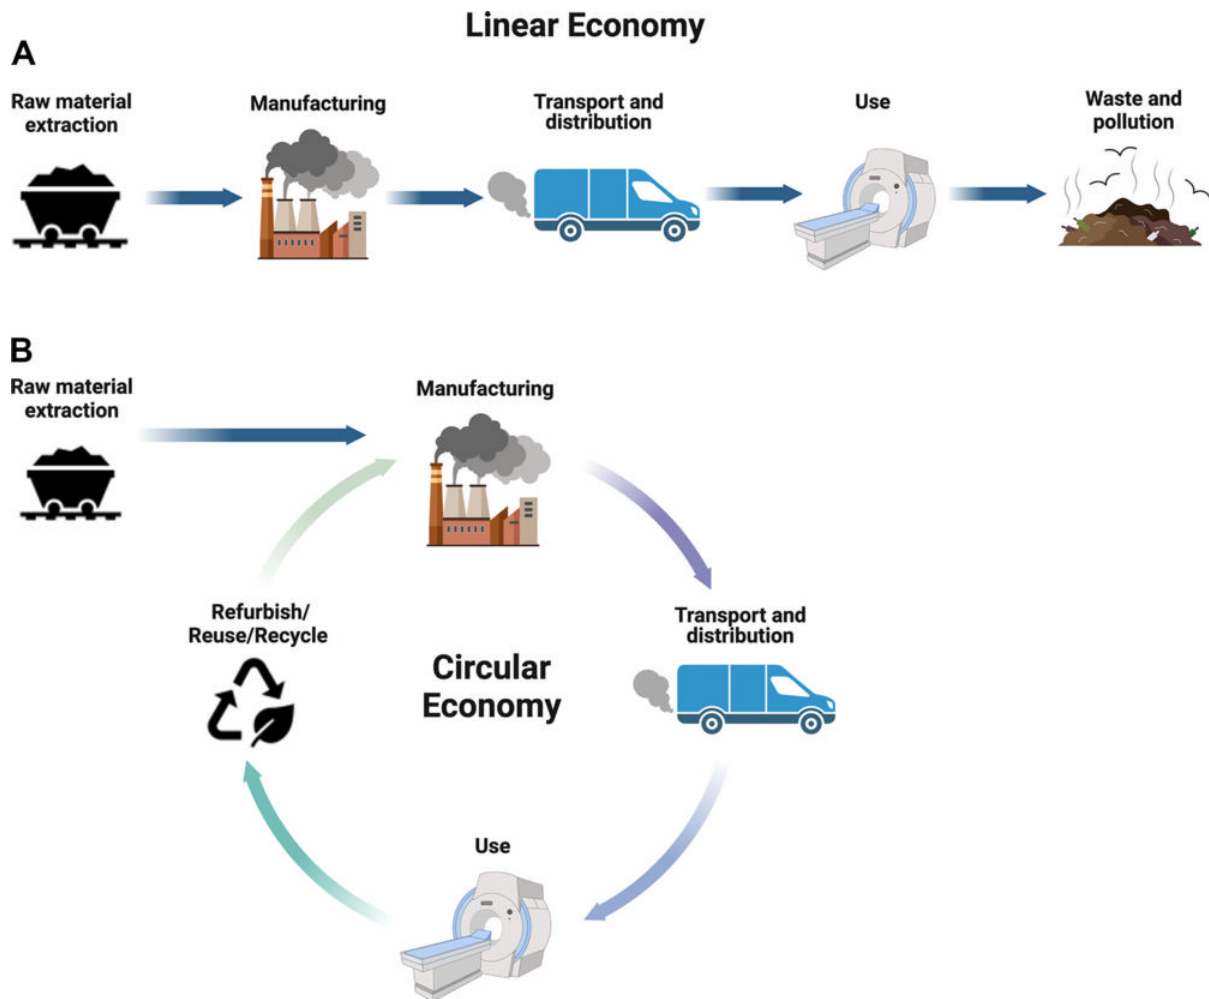 Linear Economy
A
Raw material
extraction
Manufacturing
Transport and
distribution
Use
Waste and
pollution
B
Raw material
extraction
Manufacturing
Transport and
distribution
Use
Refurbish/
Reuse/Recycle
Circular
Economy